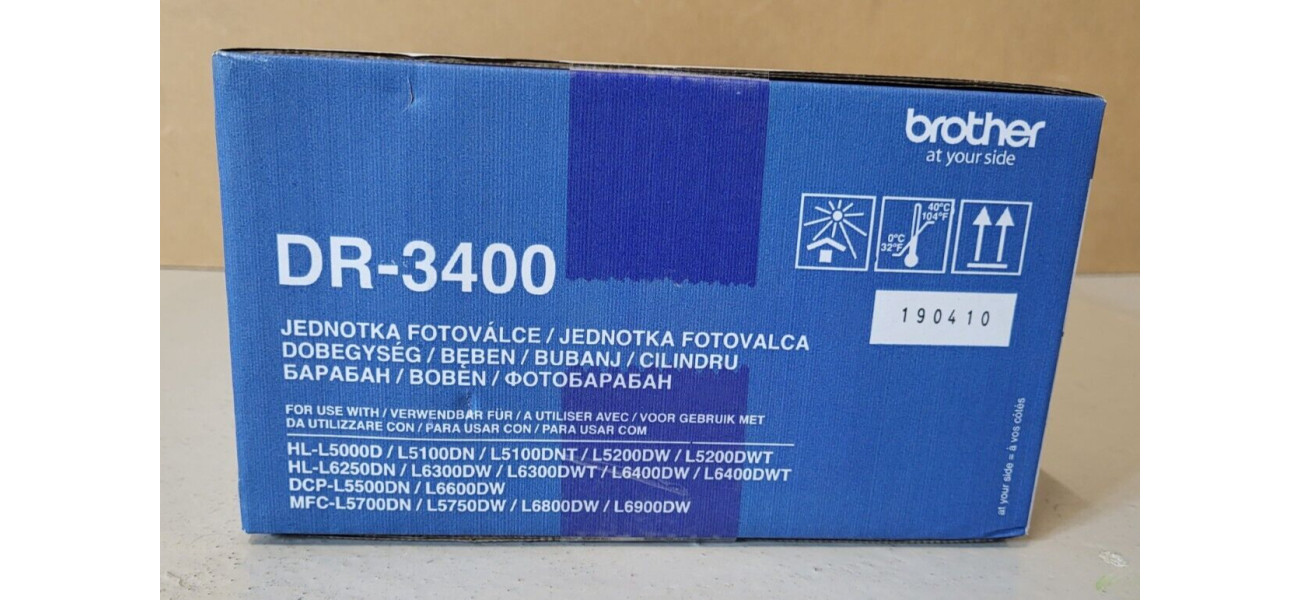 brother
at your side
40°C
104°F
0°C
32°F
190410
DR-3400
JEDNOTKA FOTOVÁLCE / JEDNOTKA FOTOVALCA
DOBEGYSÉG / BĘBEN / BUBANJ / CILINDRU
БАРАБАН / BOBEN / ФОТОБАРАБАН
FOR USE WITH / VERWENDBAR FÜR / A UTILISER AVEC / VOOR GEBRUIK MET
DA UTILIZZARE CON / PARA USAR CON / PARA USAR COM
HL-L5000D / L5100DN / L5100DNT / L5200DW / L5200DWT
HL-L6250DN / L6300DW / L6300DWT / L6400DW / L6400DWT
DCP-L5500DN / L6600DW
MFC-L5700DN / L5750DW / L6800DW / L6900DW
at your side = à vos côtés